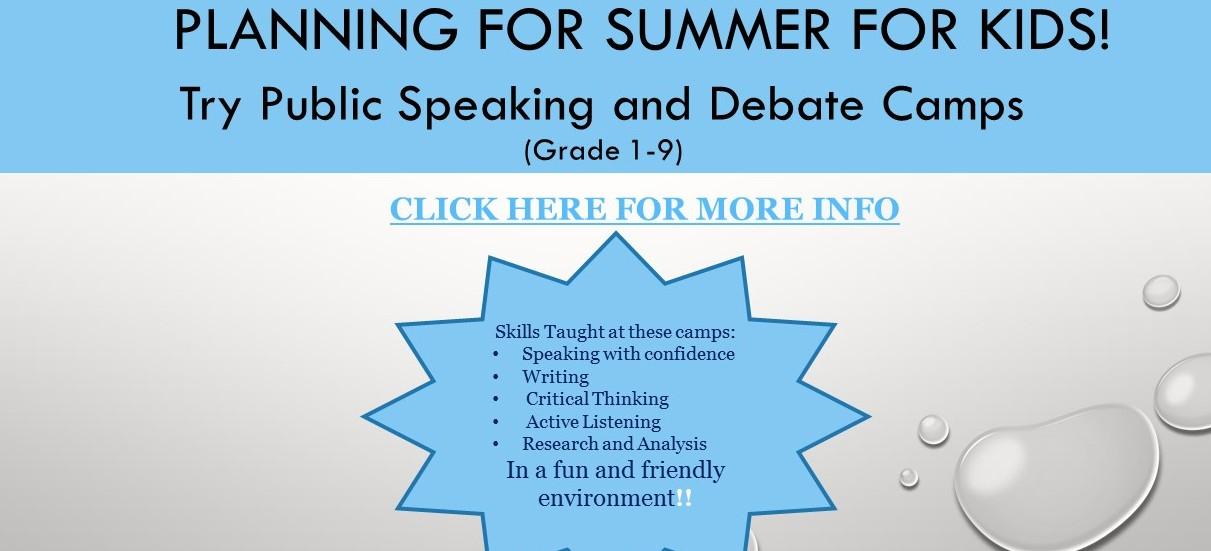 PLANNING FOR SUMMER FOR KIDS!
Try Public Speaking and Debate Camps
(Grade 1-9)
CLICK HERE FOR MORE INFO
Skills Taught at these camps:
• Speaking with confidence
• Writing
• Critical Thinking
• Active Listening
• Research and Analysis
In a fun and friendly
environment!!